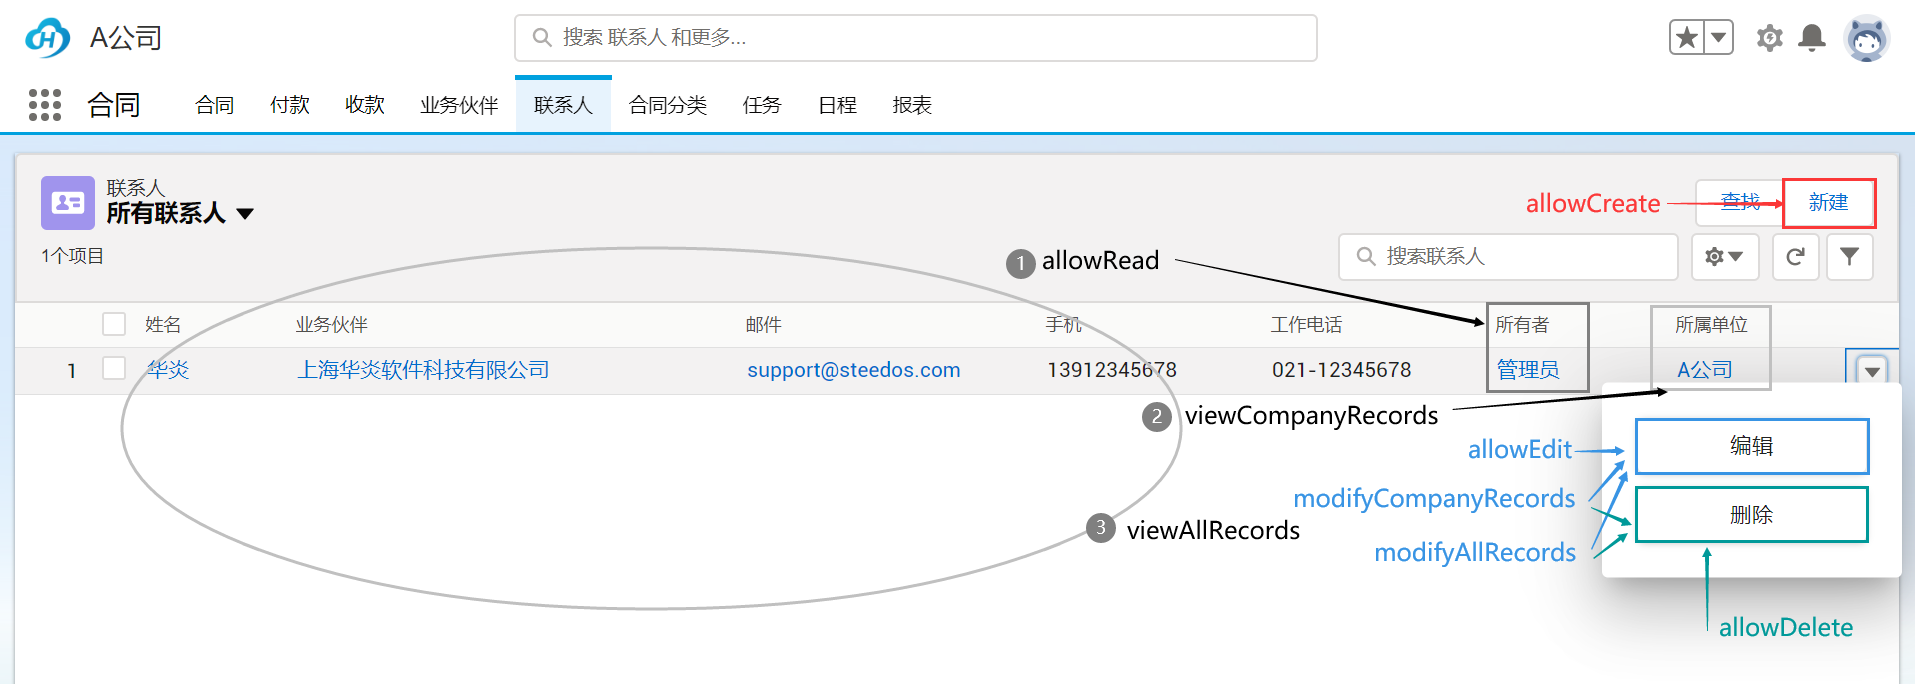 A公司
搜索 联系人 和更多...
合同
合同 付款 收款 业务伙伴 联系人 合同分类 任务 日程 报表
联系人
所有联系人
allowCreate
查找
新建
1个项目
1 allowRead
搜索联系人
姓名 业务伙伴 邮件 手机 工作电话 所有者 所属单位
1 华炎 上海华炎软件科技有限公司 support@steedos.com 13912345678 021-12345678 管理员 A公司
2 viewCompanyRecords
allowEdit
编辑
modifyCompanyRecords
删除
3 viewAllRecords
modifyAllRecords
allowDelete